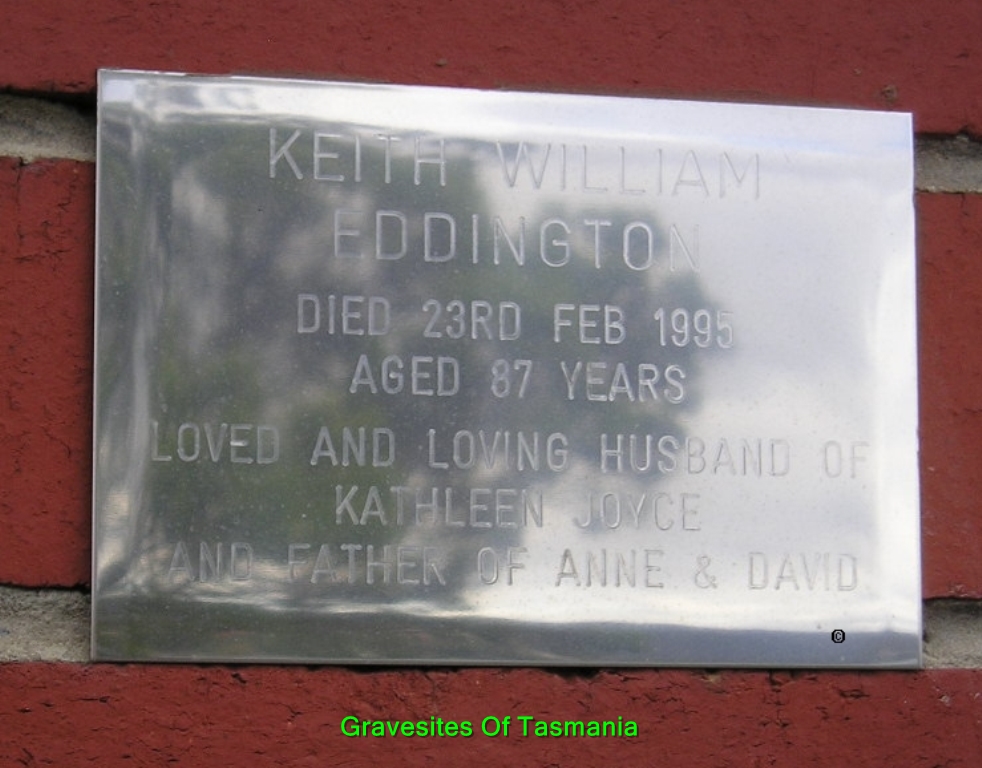 KEITH WILLIAM
EDDINGTON
DIED 23RD FEB 1995
AGED 87 YEARS
LOVED AND LOVING HUSBAND OF
KATHLEEN JOYCE
AND FATHER OF ANNE & DAVID
©
Gravesites Of Tasmania